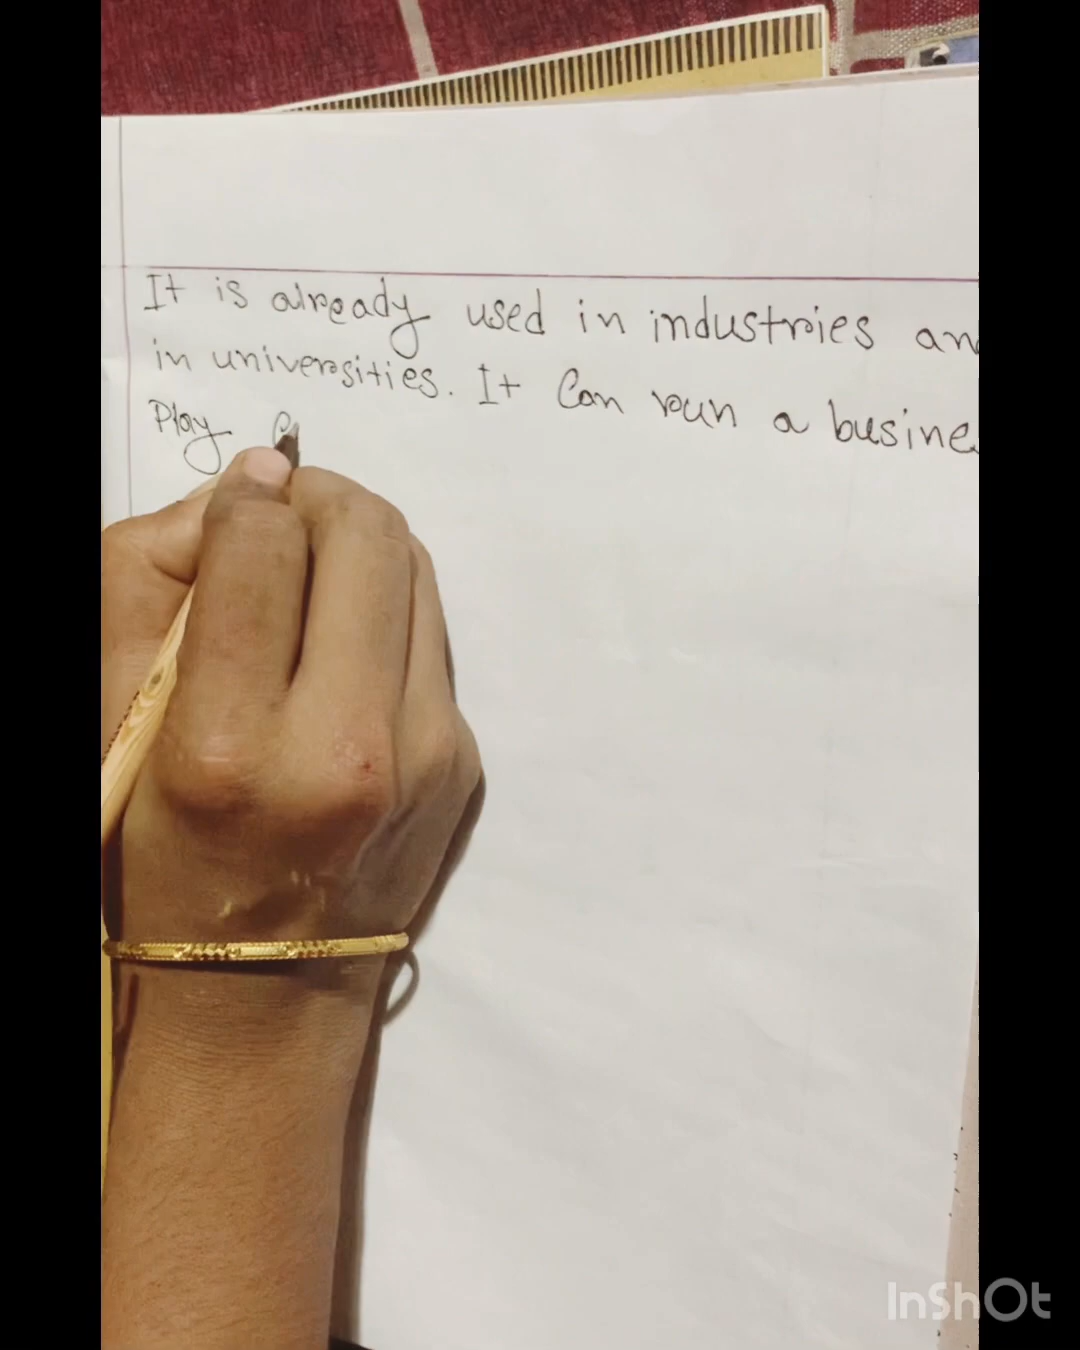 It is already used in industries an
in universities. It Can run a busine
Play
InShOt